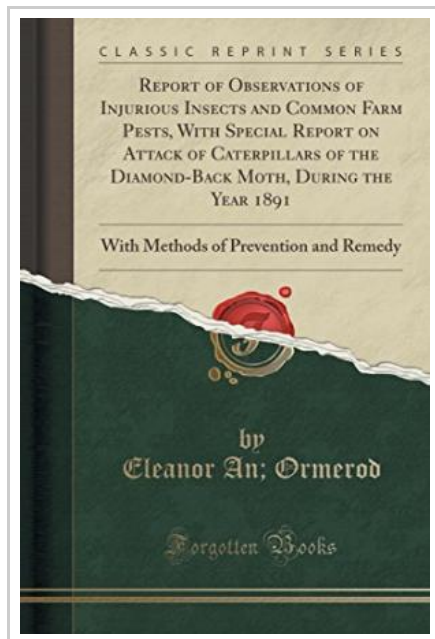 CLASSIC REPRINT SERIES
REPORT OF OBSERVATIONS OF
INJURIOUS INSECTS AND COMMON FARM
PESTS, WITH SPECIAL REPORT ON
ATTACK OF CATERPILLARS OF THE
DIAMOND-BACK MOTH, DURING THE
YEAR 1891
With Methods of Prevention and Remedy
by
Eleanor An; Ormerod
Forgotten Books